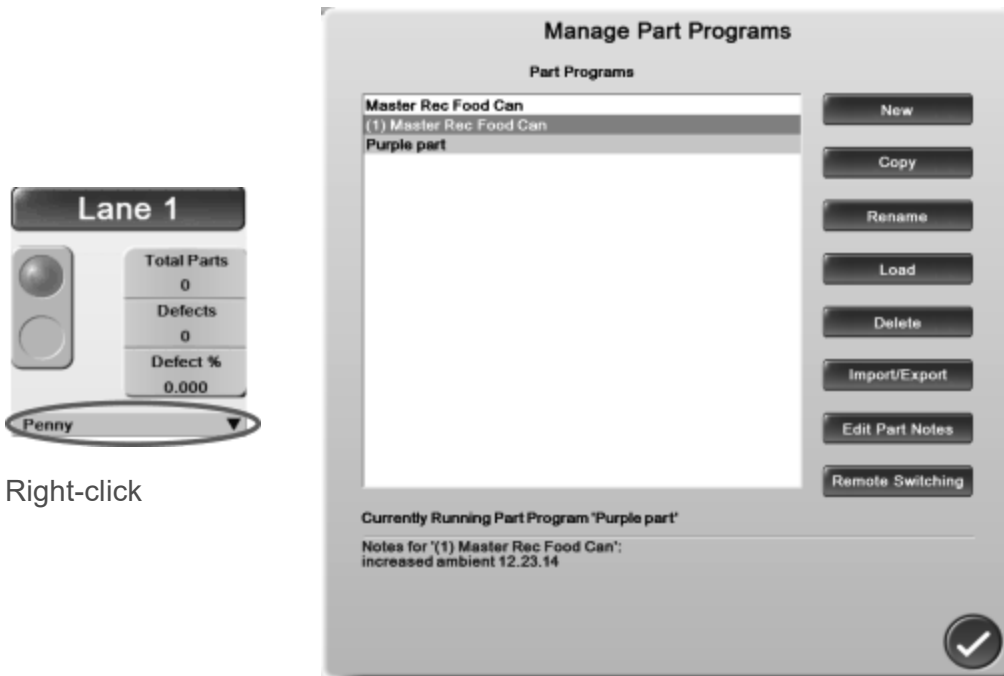 Lane 1
Total Parts
0
Defects
0
Defect %
0.000
Penny
Right-click
Manage Part Programs
Part Programs
Master Rec Food Can
(1) Master Rec Food Can
Purple part
New
Copy
Rename
Load
Delete
Import/Export
Edit Part Notes
Remote Switching
Currently Running Part Program 'Purple part'
Notes for '(1) Master Rec Food Can':
increased ambient 12.23.14